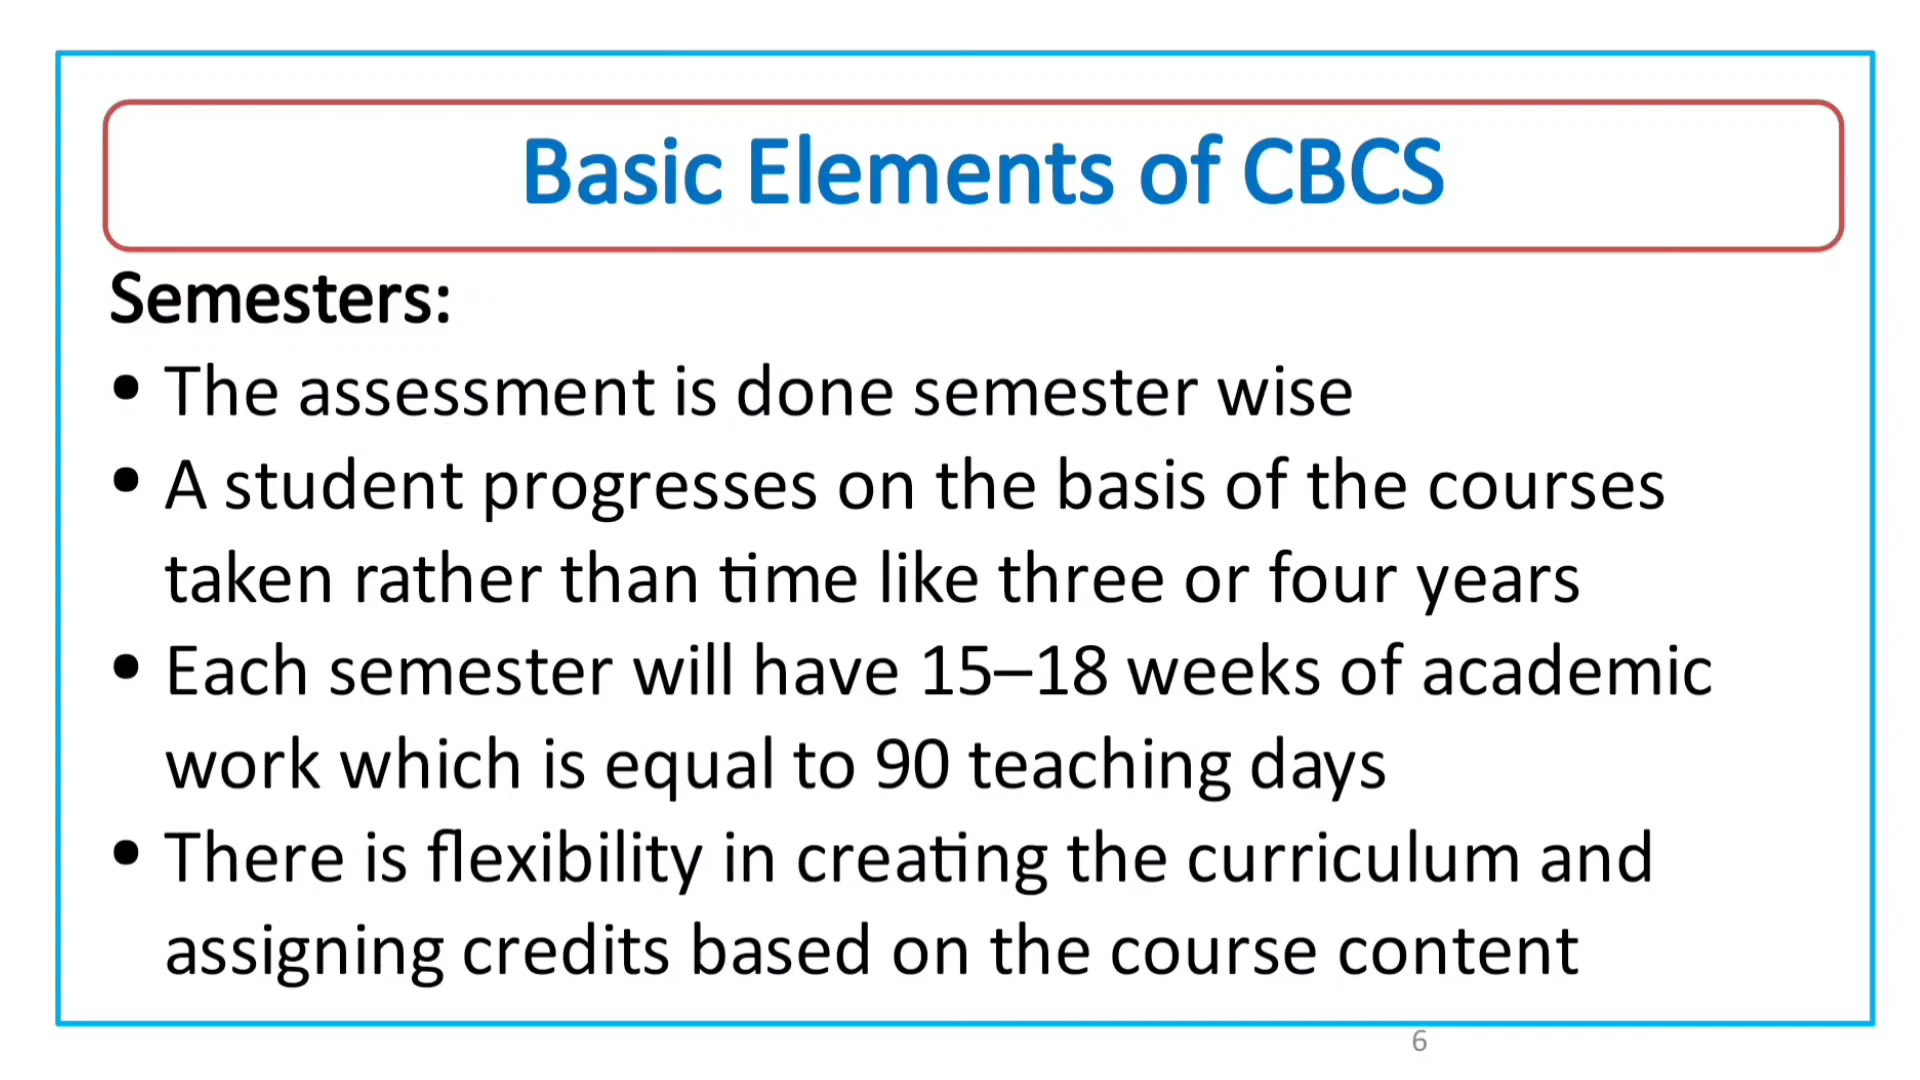 Basic Elements of CBCS
Semesters:
• The assessment is done semester wise
• A student progresses on the basis of the courses
taken rather than time like three or four years
• Each semester will have 15–18 weeks of academic
work which is equal to 90 teaching days
• There is flexibility in creating the curriculum and
assigning credits based on the course content
6